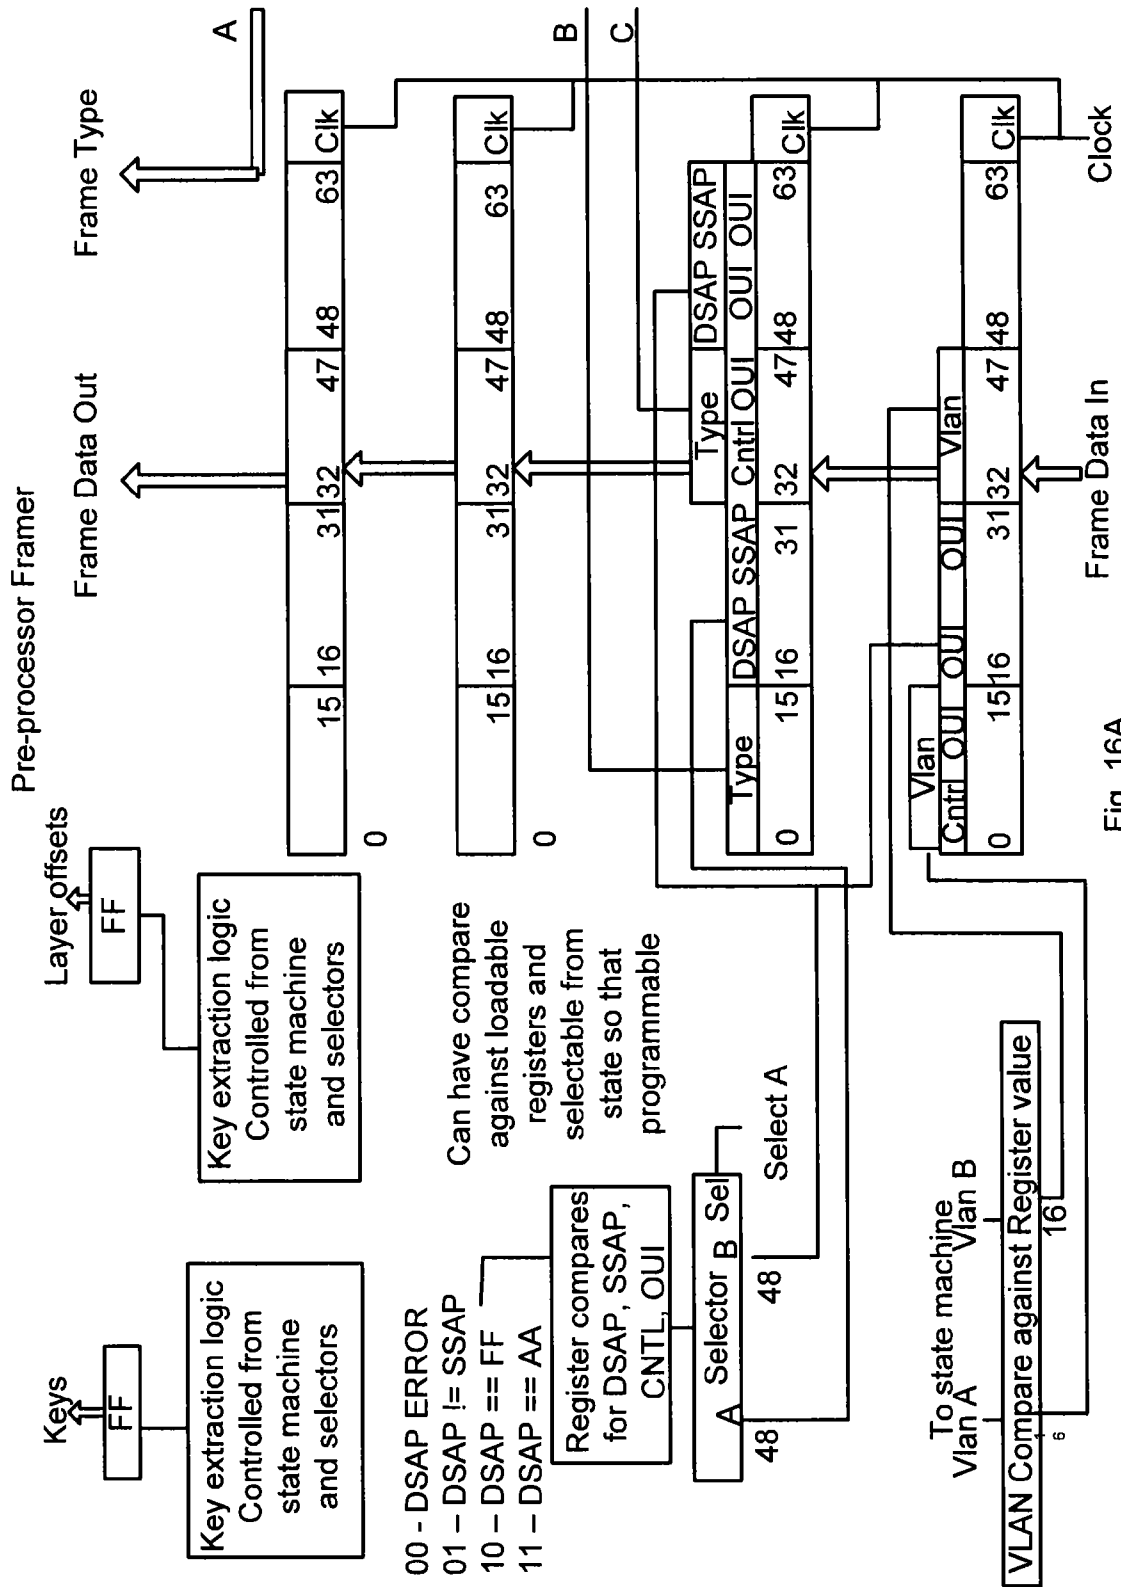 Pre-processor Framer
Keys
FF
Key extraction logic
Controlled from
state machine
and selectors
Layer offsets
FF
Key extraction logic
Controlled from
state machine
and selectors
Frame Data Out
Frame Type
A
0
15
16
31
32
47
48
63
Clk
0
15
16
31
32
47
48
63
Clk
B
C
00 - DSAP ERROR
01 – DSAP != SSAP
10 – DSAP == FF
11 – DSAP == AA
Register compares
for DSAP, SSAP,
CNTL, OUI
Can have compare
against loadable
registers and
selectable from
state so that
programmable
A Selector B Sel
48
48
Select A
Type
DSAP SSAP
Type
DSAP SSAP Cntrl OUI OUI OUI
0
15
16
31
32
47
48
63
Clk
To state machine
Vlan A
Vlan B
VLAN Compare against Register value
1
6
16
Vlan
Cntrl OUI OUI OUI
Vlan
0
15
16
31
32
47
48
63
Clk
Frame Data In
Clock
Fig. 16A